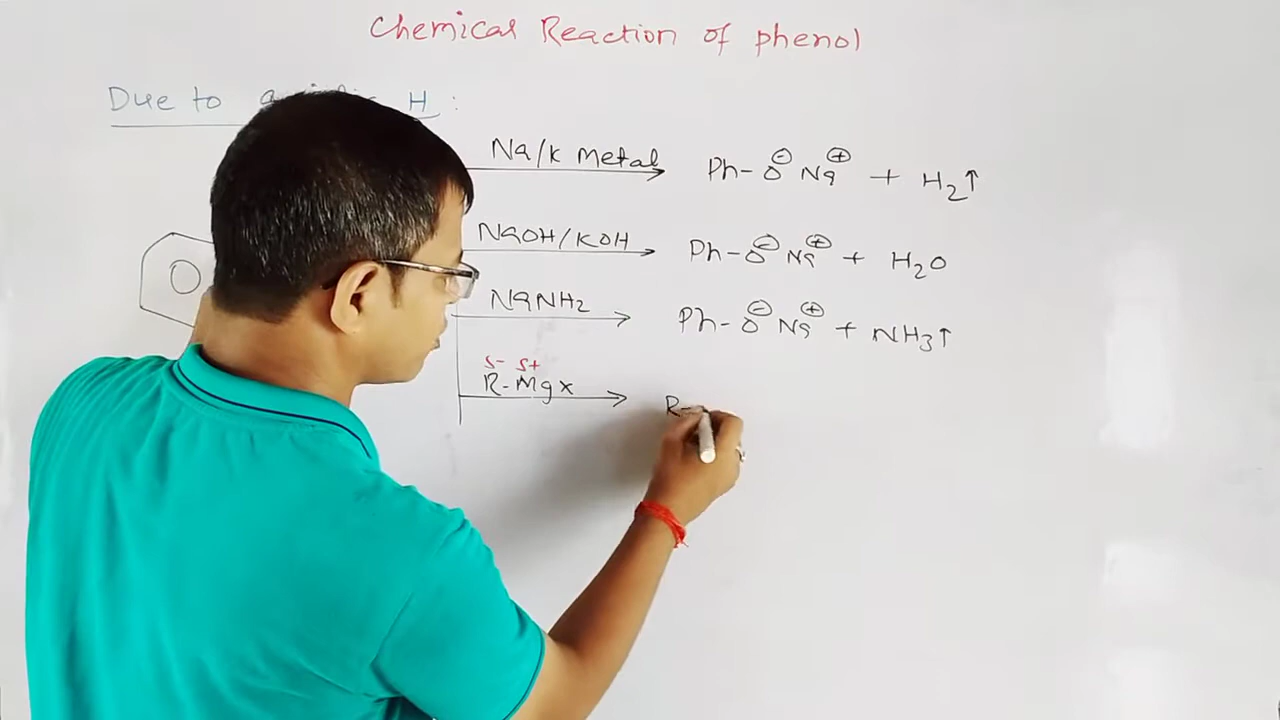 Chemical Reaction of phenol
Due to H :
Na/K Metal Ph-O⊖ Na⊕ + H2↑
NaOH/KOH Ph-O⊖ Na⊕ + H2O
NaNH2 Ph-O⊖ Na⊕ + NH3↑
δ- δ+
R-Mgx R-